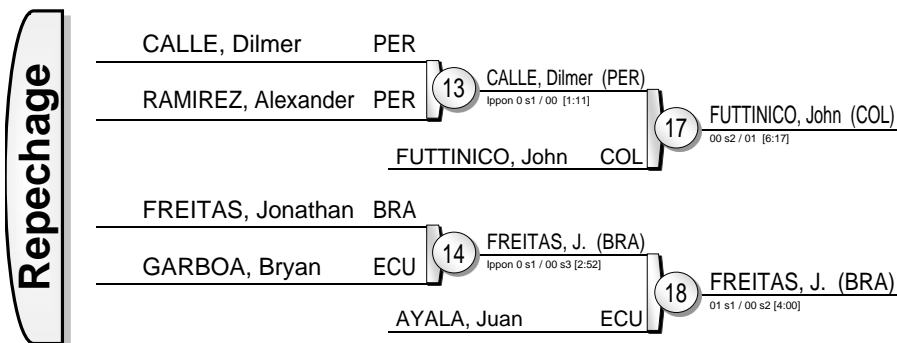 Repechage
CALLE, Dilmer PER
RAMIREZ, Alexander PER
13
CALLE, Dilmer (PER)
Ippon 0 s1 / 00 [1:11]
FUTTINICO, John COL
17
FUTTINICO, John (COL)
00 s2 / 01 [6:17]
FREITAS, Jonathan BRA
GARBOA, Bryan ECU
14
FREITAS, J. (BRA)
Ippon 0 s1 / 00 s3 [2:52]
AYALA, Juan ECU
18
FREITAS, J. (BRA)
01 s1 / 00 s2 [4:00]